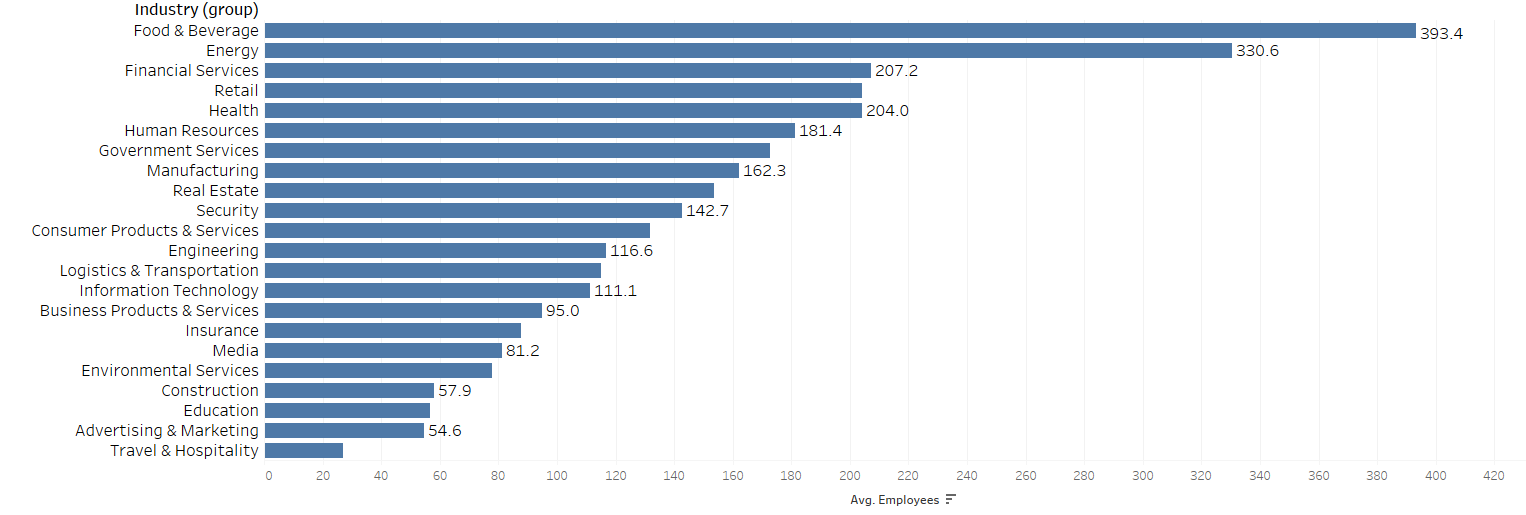 Industry (group)
Food & Beverage 393.4
Energy 330.6
Financial Services 207.2
Retail
Health 204.0
Human Resources 181.4
Government Services
Manufacturing 162.3
Real Estate
Security 142.7
Consumer Products & Services
Engineering 116.6
Logistics & Transportation
Information Technology 111.1
Business Products & Services 95.0
Insurance
Media 81.2
Environmental Services
Construction 57.9
Education
Advertising & Marketing 54.6
Travel & Hospitality
0 20 40 60 80 100 120 140 160 180 200 220 240 260 280 300 320 340 360 380 400 420
Avg. Employees